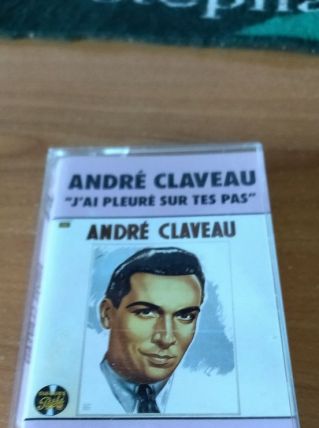 ANDRÉ CLAVEAU
"J'AI PLEURÉ SUR TES PAS"
ANDRÉ CLAVEAU